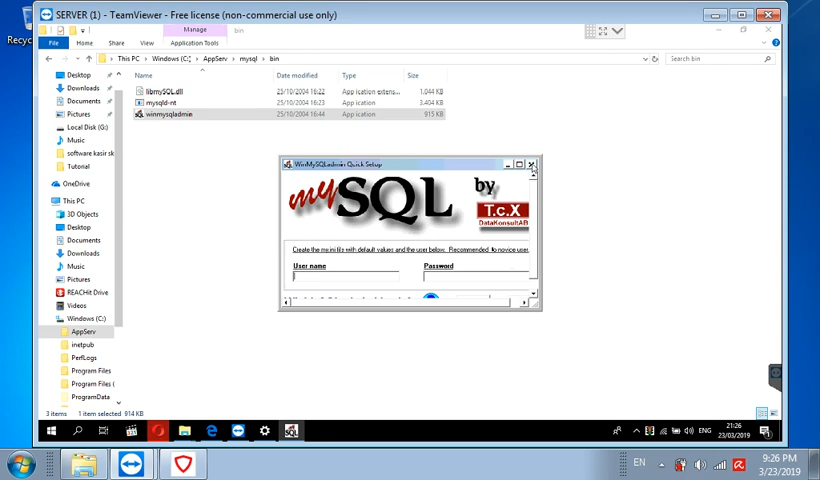 SERVER (11) - TeamViewer - Free license (non-commercial use only)
Manage
bin
File
Home
Share
View
Application Tools
This PC
Windows (C:)
AppServ
mysql
bin
Search bin
Name
Date modified
Type
Size
Desktop
Downloads
Documents
Pictures
Local Disk (G:)
Music
software kasir sk
Tutorial
OneDrive
This PC
3D Objects
Desktop
Documents
Downloads
Music
Pictures
REACHit Drive
Videos
Windows (C:)
AppServ
inetpub
PerfLogs
Program Files
Program Files (
ProgramData
libmySQL.dll
25/10/2004 16:22
Application extens...
1.044 KB
mysqld-nt
25/10/2004 16:23
Application
3.404 KB
winmysqladmin
25/10/2004 16:44
Application
915 KB
WinMySQLadmin Quick Setup
mySQL by
T.c.X
DataKonsultAB
Create the my.ini file with default values and the user below. Recommended to novice user.
User name
Password
3 items
1 item selected 914 KB
ENG
21:26
23/03/2019
Recyc
EN
9:26 PM
3/23/2019